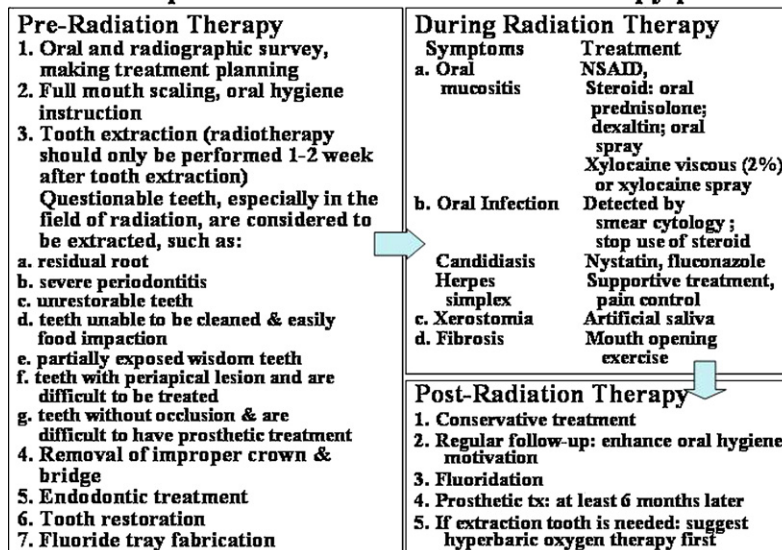 Pre-Radiation Therapy
1. Oral and radiographic survey,
making treatment planning
2. Full mouth scaling, oral hygiene
instruction
3. Tooth extraction (radiotherapy
should only be performed 1-2 week
after tooth extraction)
Questionable teeth, especially in the
field of radiation, are considered to
be extracted, such as:
a. residual root
b. severe periodontitis
c. unrestorable teeth
d. teeth unable to be cleaned & easily
food impaction
e. partially exposed wisdom teeth
f. teeth with periapical lesion and are
difficult to be treated
g. teeth without occlusion & are
difficult to have prosthetic treatment
4. Removal of improper crown &
bridge
5. Endodontic treatment
6. Tooth restoration
7. Fluoride tray fabrication
During Radiation Therapy
Symptoms Treatment
a. Oral NSAID,
mucositis Steroid: oral
prednisolone;
dexaltin; oral
spray
Xylocaine viscous (2%)
or xylocaine spray
b. Oral Infection Detected by
smear cytology ;
stop use of steroid
Candidiasis Nystatin, fluconazole
Herpes Supportive treatment,
simplex pain control
c. Xerostomia Artificial saliva
d. Fibrosis Mouth opening
exercise
Post-Radiation Therapy
1. Conservative treatment
2. Regular follow-up: enhance oral hygiene
motivation
3. Fluoridation
4. Prosthetic tx: at least 6 months later
5. If extraction tooth is needed: suggest
hyperbaric oxygen therapy first